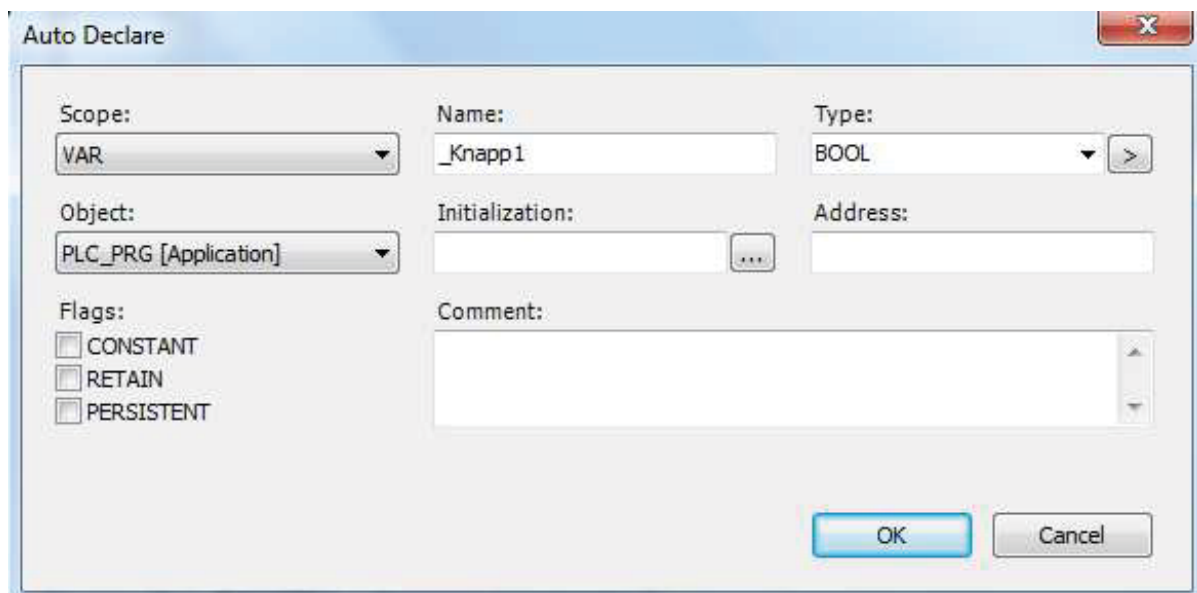 Auto Declare
Scope: Name: Type:
VAR _Knapp1 BOOL >
Object: Initialization: Address:
PLC_PRG [Application] ...
Flags: Comment:
CONSTANT
RETAIN
PERSISTENT
OK Cancel